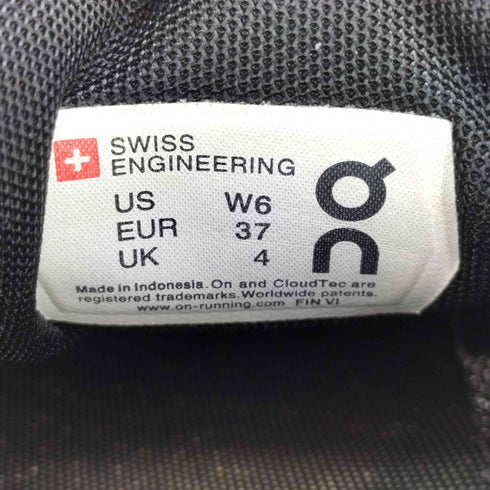 SWISS
ENGINEERING
US W6
EUR 37
UK 4
Made in Indonesia. On and CloudTec are
registered trademarks. Worldwide patents.
www.on-running.com FIN VI